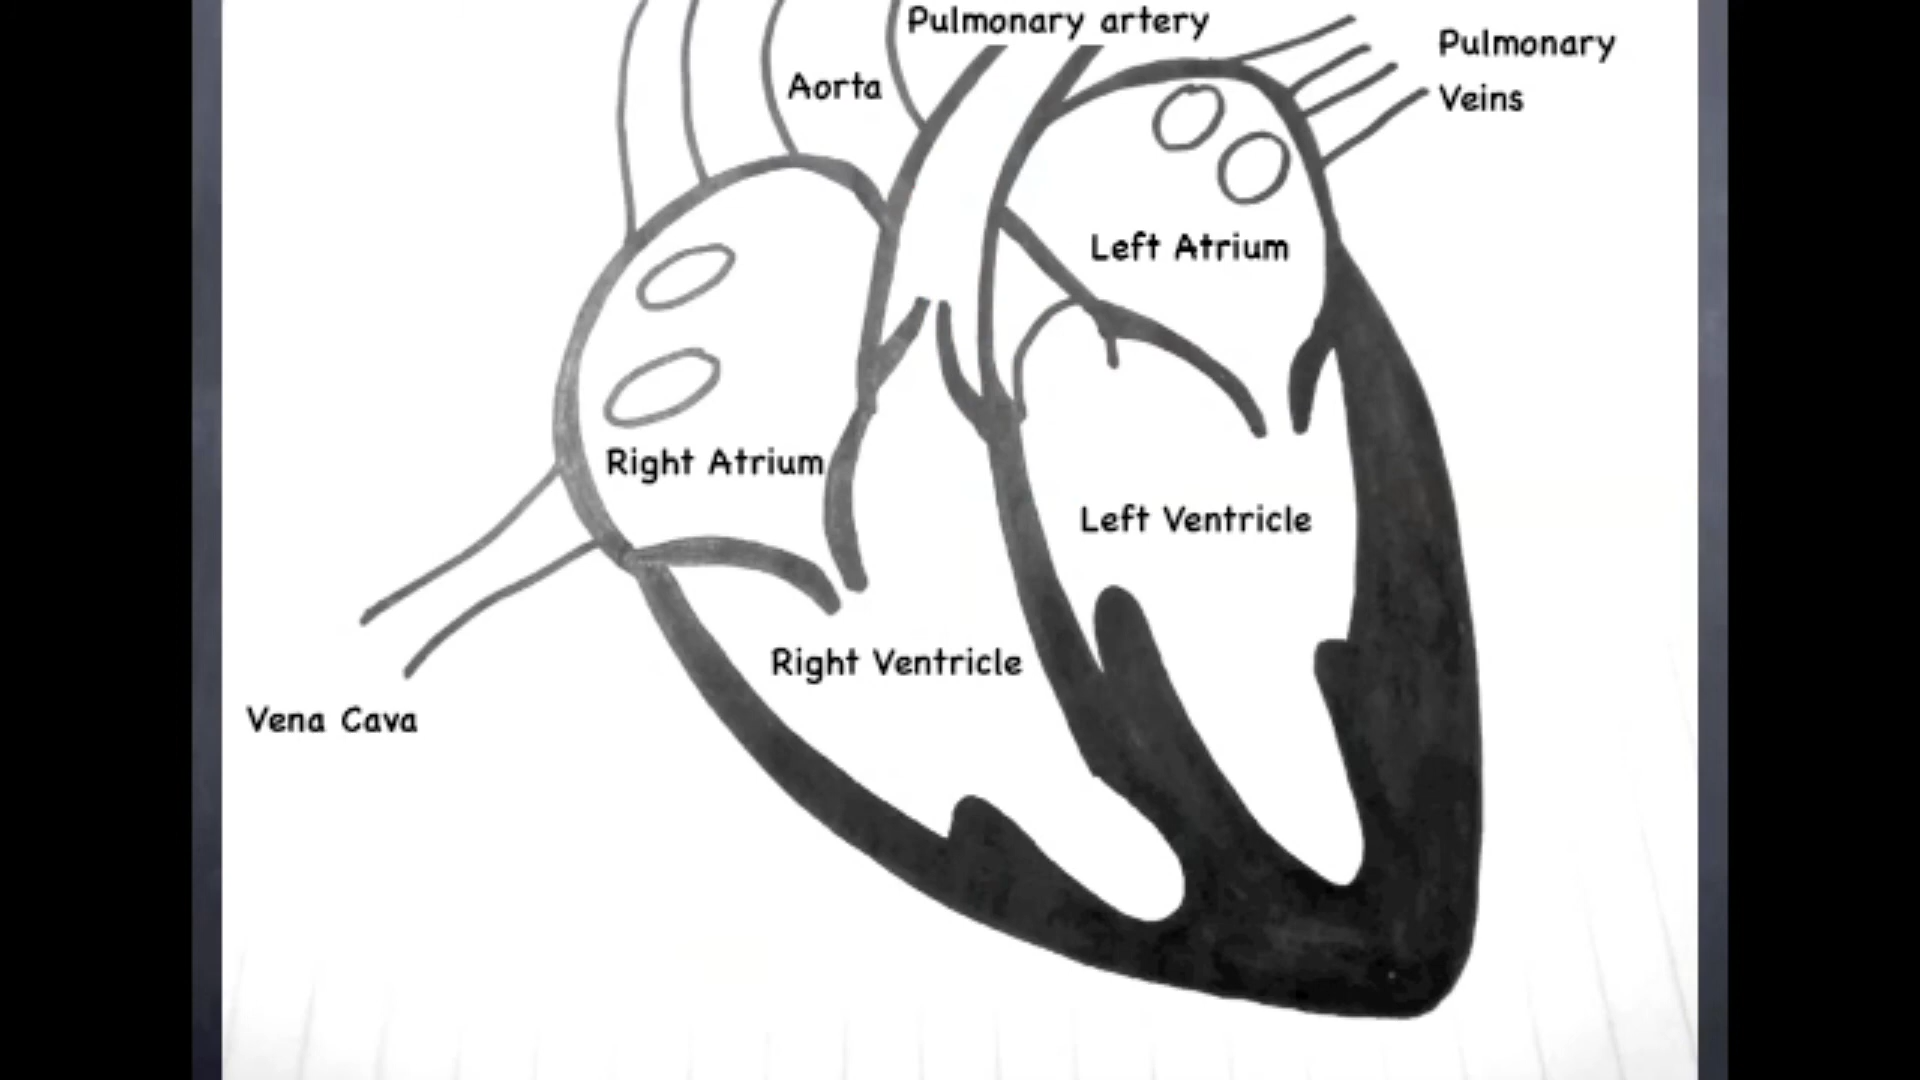 Pulmonary artery
Pulmonary
Veins
Aorta
Left Atrium
Right Atrium
Left Ventricle
Right Ventricle
Vena Cava